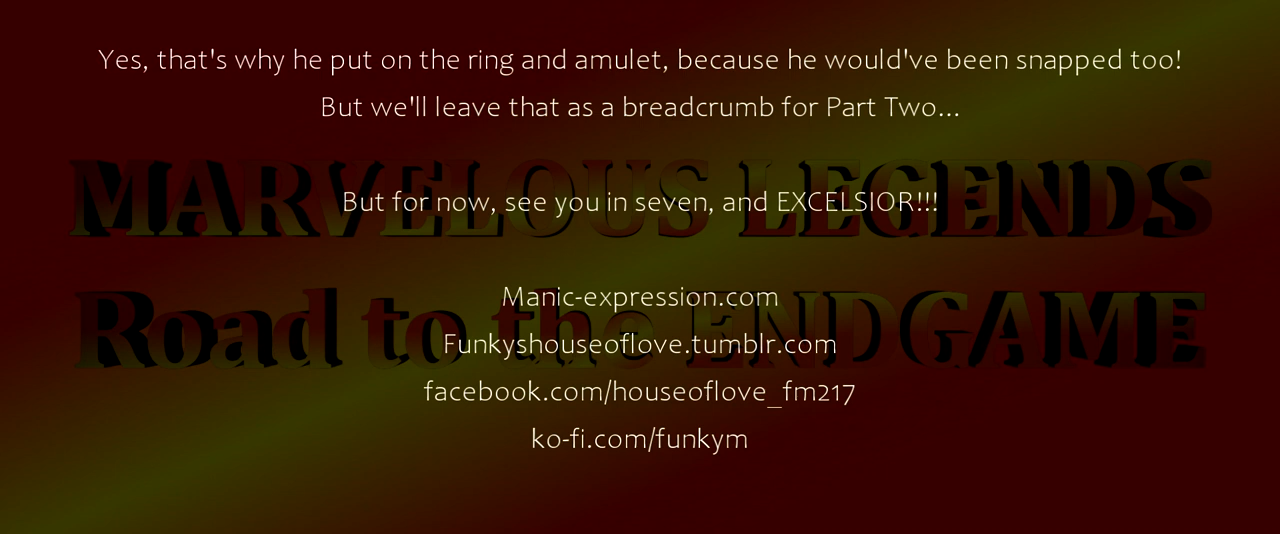 Yes, that's why he put on the ring and amulet, because he would've been snapped too!
But we'll leave that as a breadcrumb for Part Two...
MARVELOUS LEGENDS
But for now, see you in seven, and EXCELSIOR!!!
Road to the ENDGAME
Manic-expression.com
Funkyshouseoflove.tumblr.com
facebook.com/houseoflove_fm217
ko-fi.com/funkym